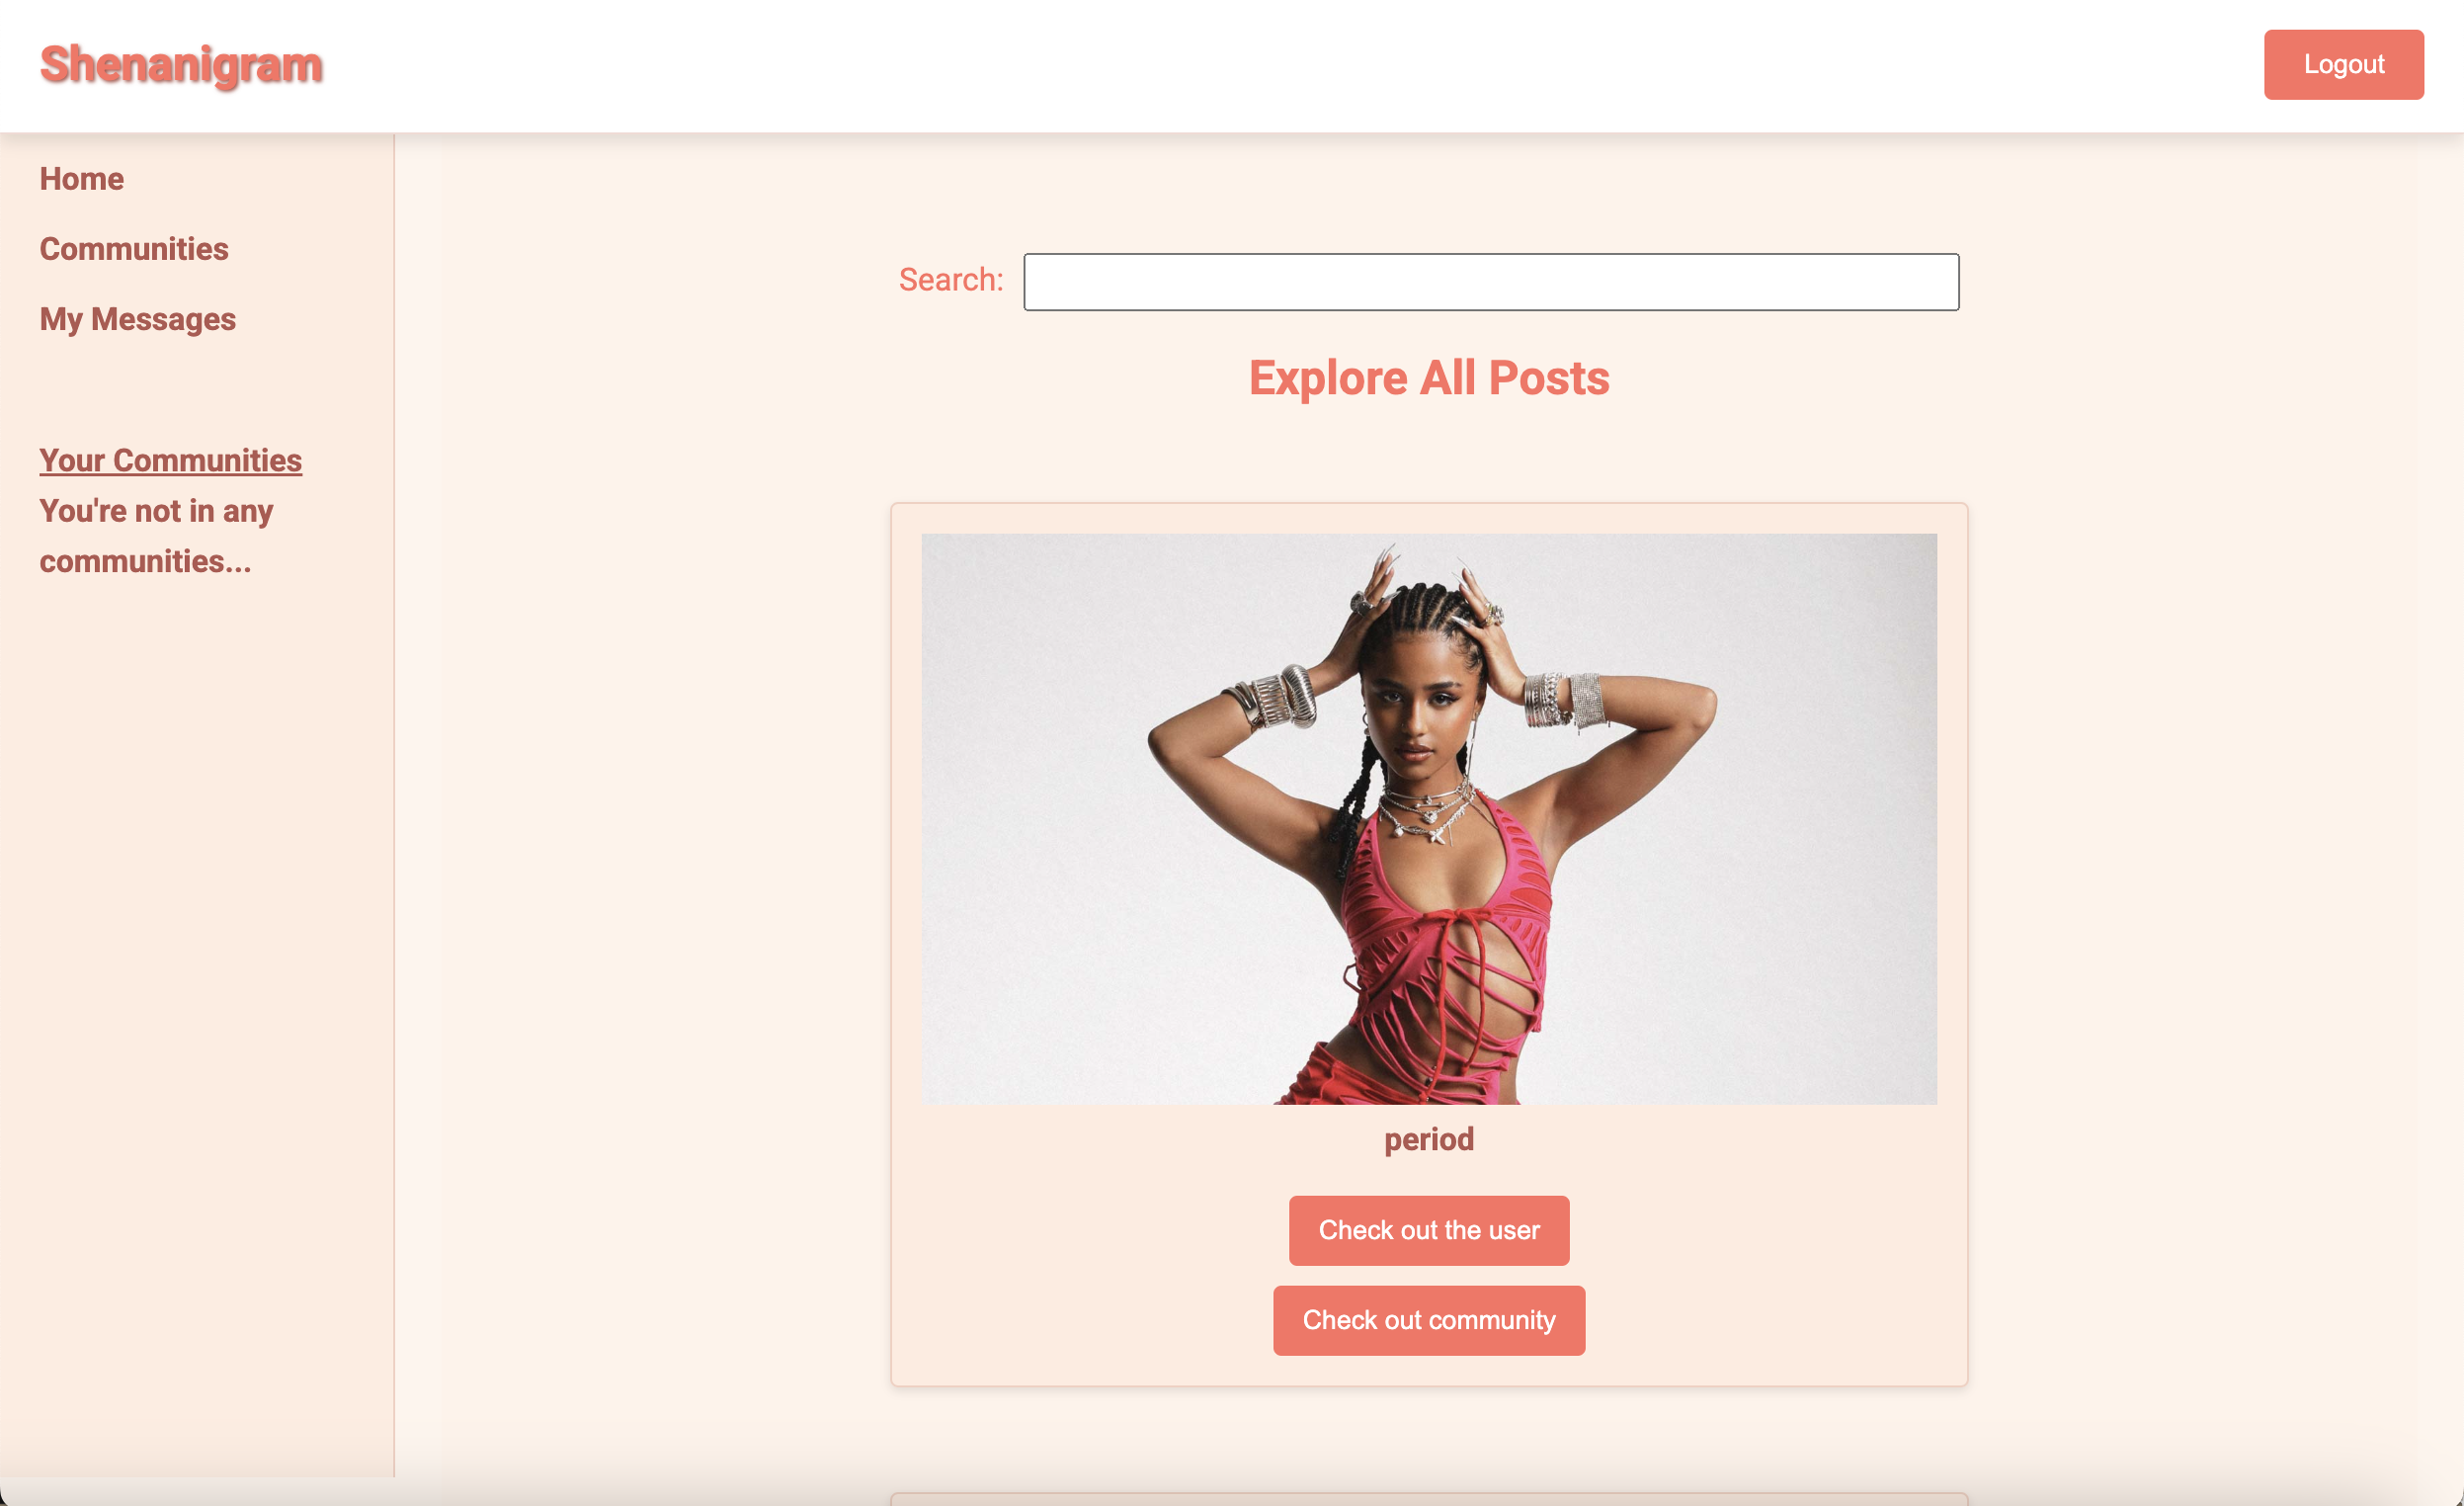 Shenanigram
Logout
Home
Communities
My Messages
Your Communities
You're not in any
communities...
Search:
Explore All Posts
period
Check out the user
Check out community